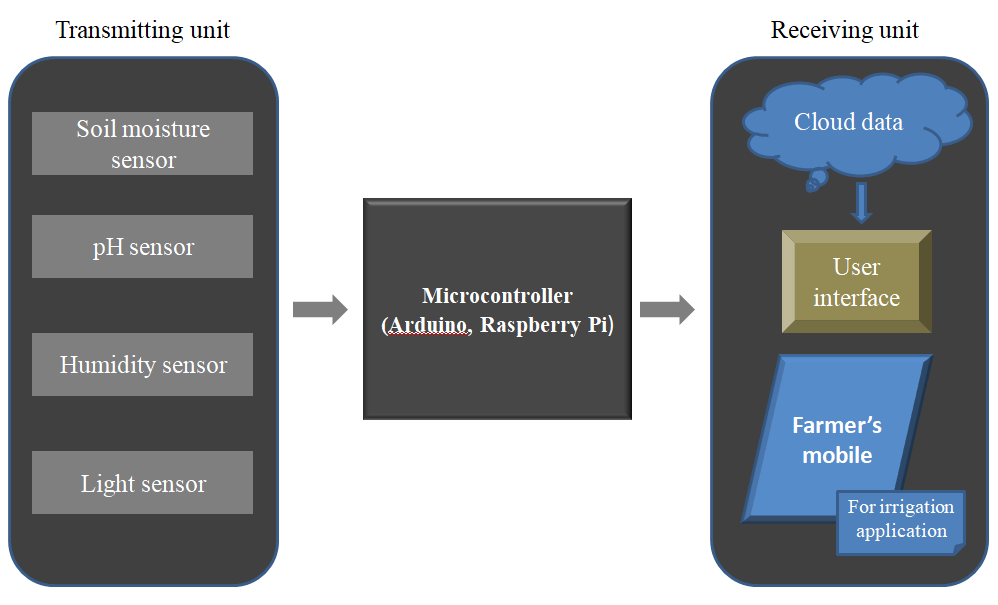 Transmitting unit
Soil moisture
sensor
pH sensor
Humidity sensor
Light sensor
Microcontroller
(Arduino, Raspberry Pi)
Receiving unit
Cloud data
User
interface
Farmer’s
mobile
For irrigation
application